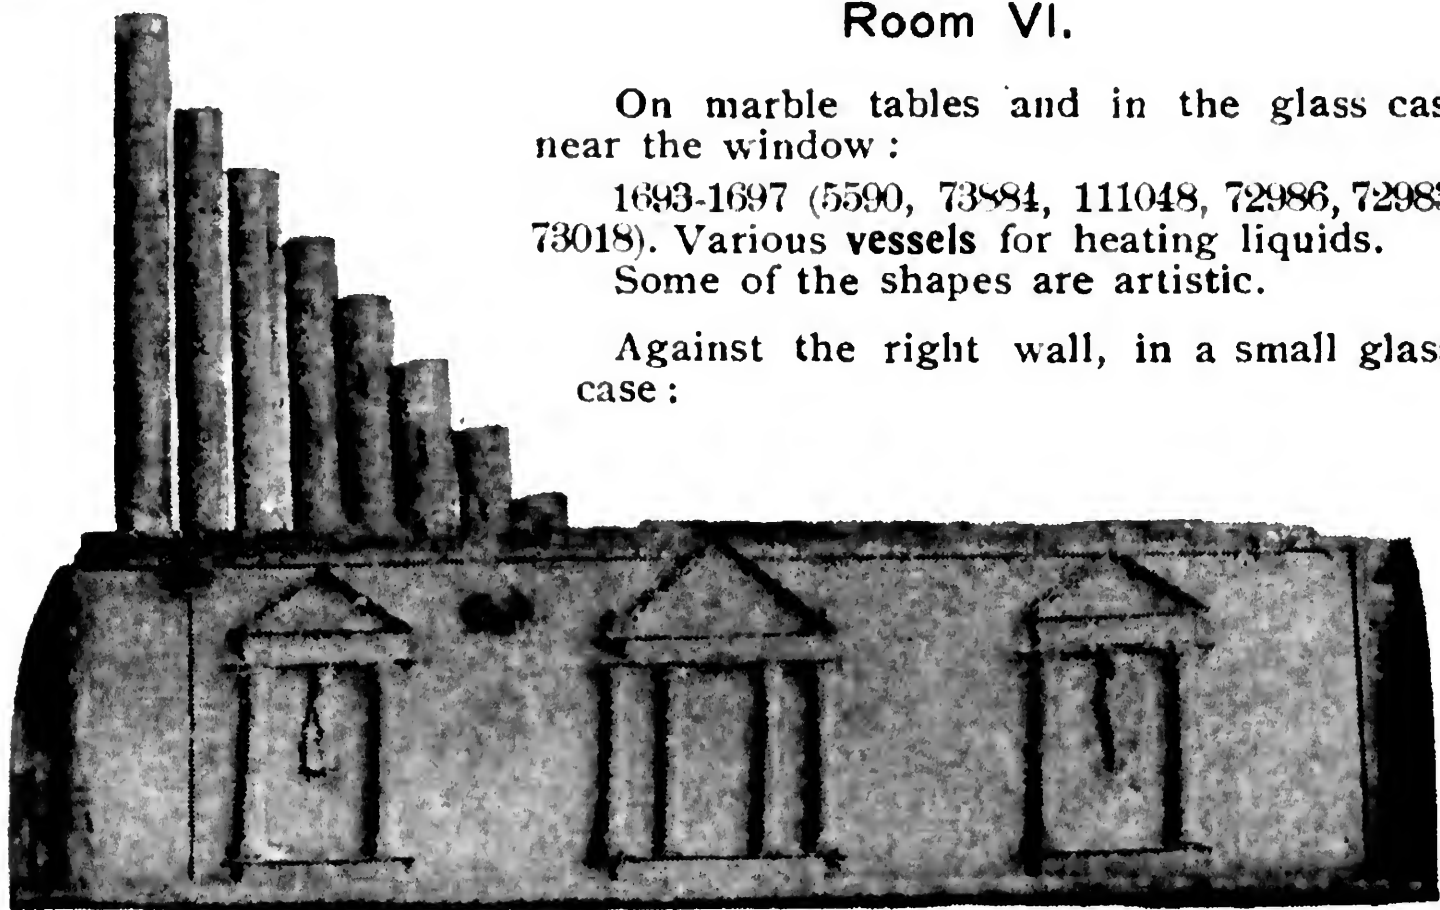 Room VI.
On marble tables and in the glass cas
near the window :
1693-1697 (5590, 73884, 111048, 72986, 7298
73018). Various vessels for heating liquids.
Some of the shapes are artistic.
Against the right wall, in a small glas
case :